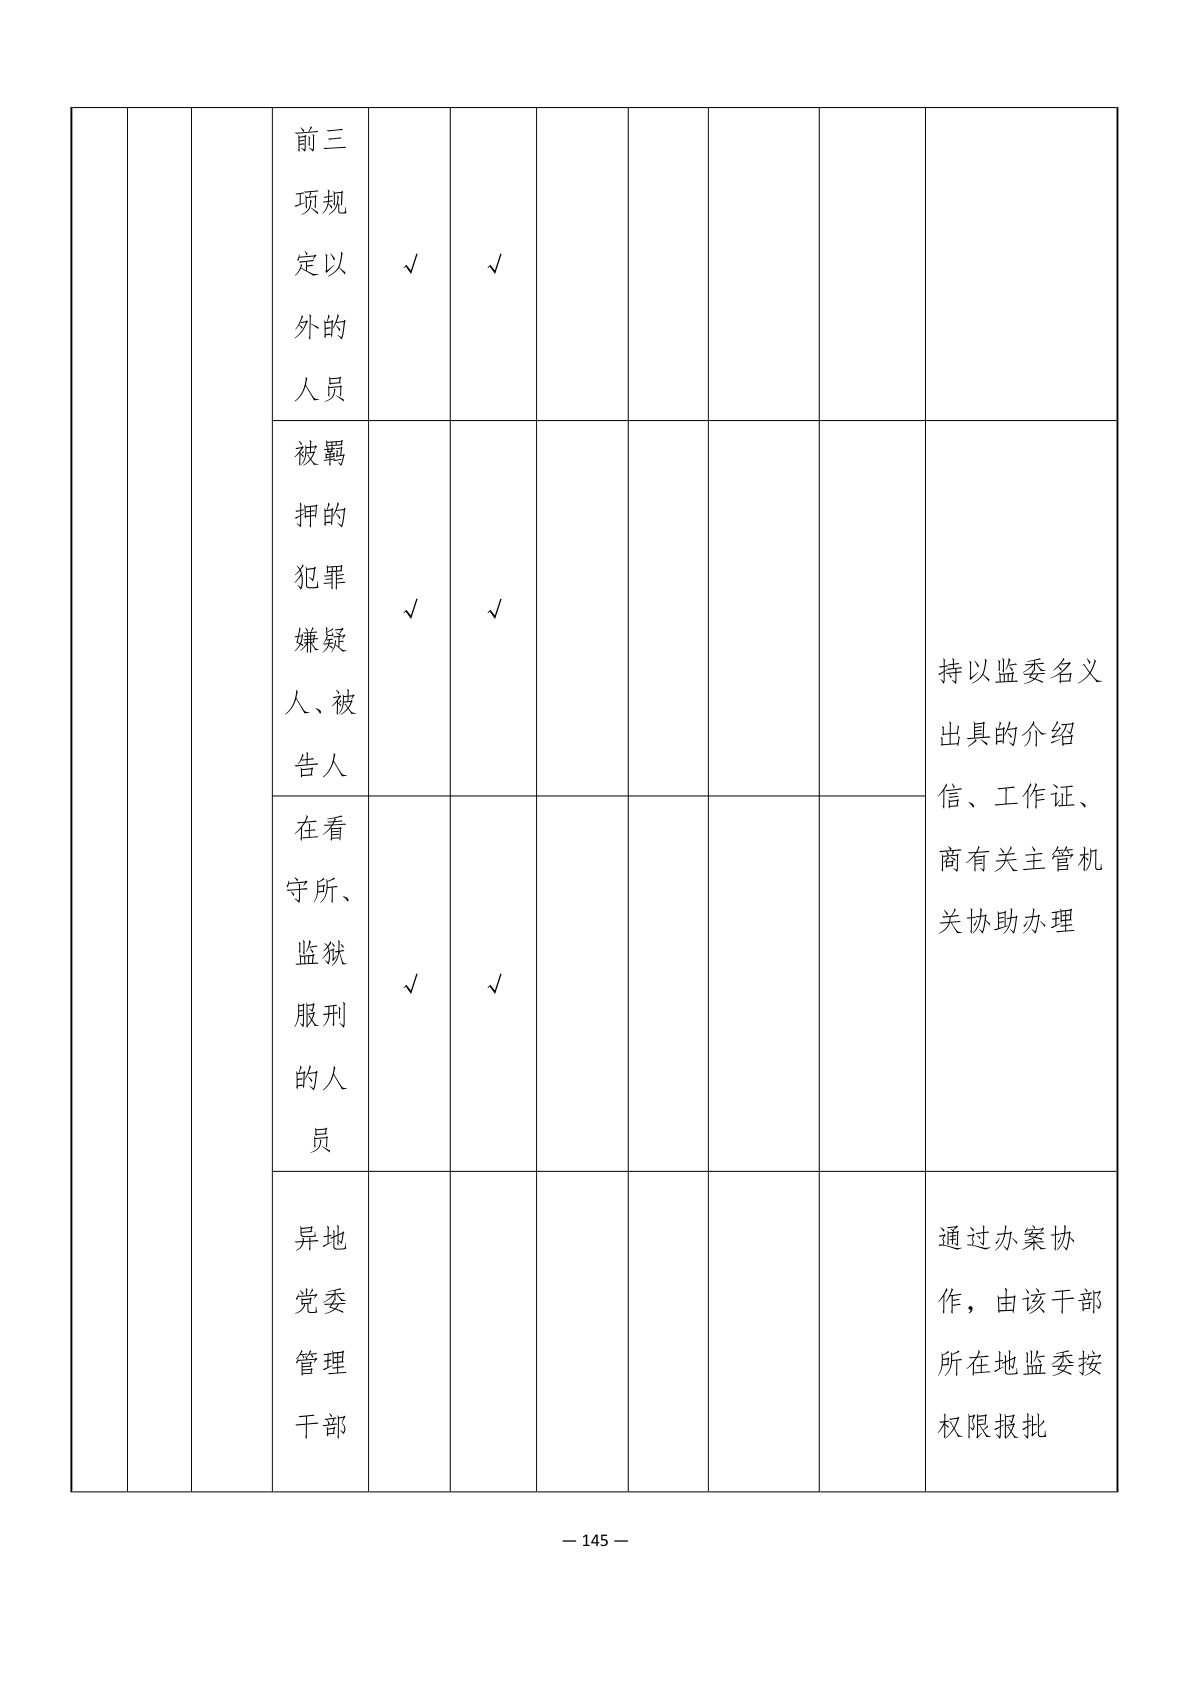 前三
项规
定以
外的
人员
√
√
被羁
押的
犯罪
嫌疑
人、被
告人
√
√
持以监委名义
出具的介绍
信、工作证、
商有关主管机
关协助办理
在看
守所、
监狱
服刑
的人
员
√
√
异地
党委
管理
干部
通过办案协
作，由该干部
所在地监委按
权限报批
— 145 —